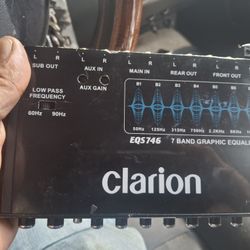 L R L R L R L R L R
SUB OUT AUX IN MAIN IN REAR OUT FRONT OUT
AUX GAIN
LOW PASS
FREQUENCY
60Hz 90Hz
B1 B2 B3 B4 B5 B6
50Hz 125Hz 315Hz 750Hz 2.2KHz
EQS746 7 BAND GRAPHIC EQUALI
clarion